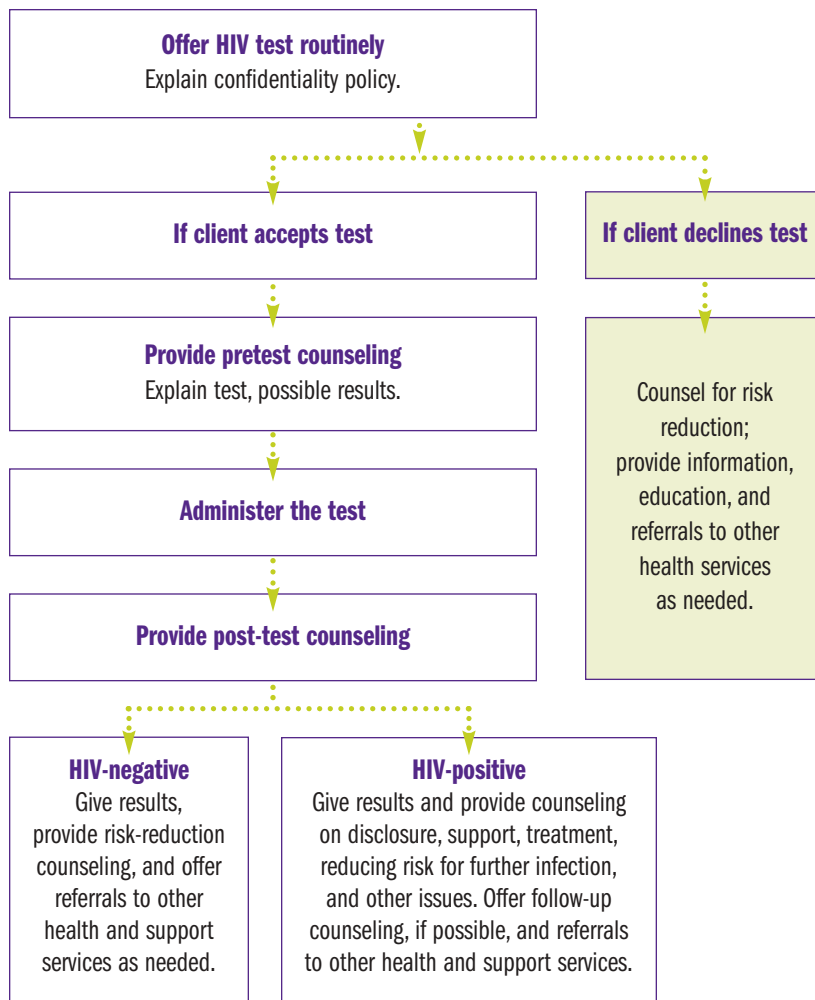 Offer HIV test routinely
Explain confidentiality policy.
If client accepts test
If client declines test
Provide pretest counseling
Explain test, possible results.
Counsel for risk
reduction;
provide information,
education, and
referrals to other
health services
as needed.
Administer the test
Provide post-test counseling
HIV-negative
Give results,
provide risk-reduction
counseling, and offer
referrals to other
health and support
services as needed.
HIV-positive
Give results and provide counseling
on disclosure, support, treatment,
reducing risk for further infection,
and other issues. Offer follow-up
counseling, if possible, and referrals
to other health and support services.